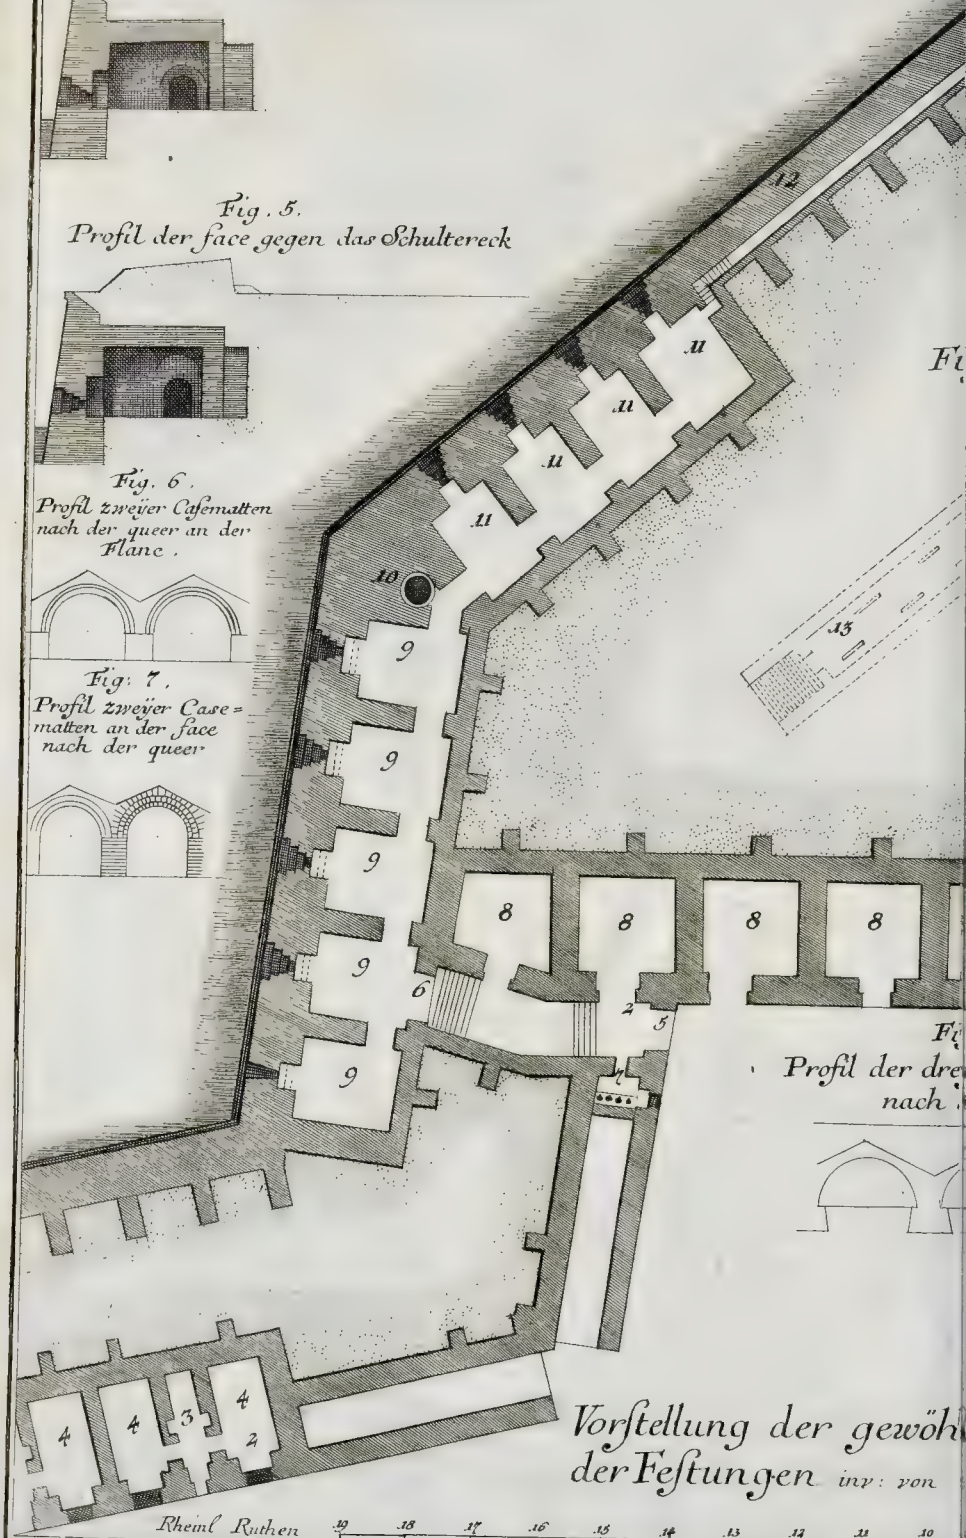 Fig. 5.
Profil der face gegen das Schultereck
Fig. 6.
Profil zweÿer Casematten
nach der queer an der
Flanc.
Fig: 7.
Profil zweÿer Case=
matten an der face
nach der queer
12
11
11
11
11
10
9
9
9
9
9
13
8
8
8
8
6
2
5
7
Profil der
nach
4
4
3
4
2
Vorſtellung der
der Feſtungen inv: von
Rheinl Ruthen .19 .18 .17 .16 .15 .14 .13 .12 .11 .10